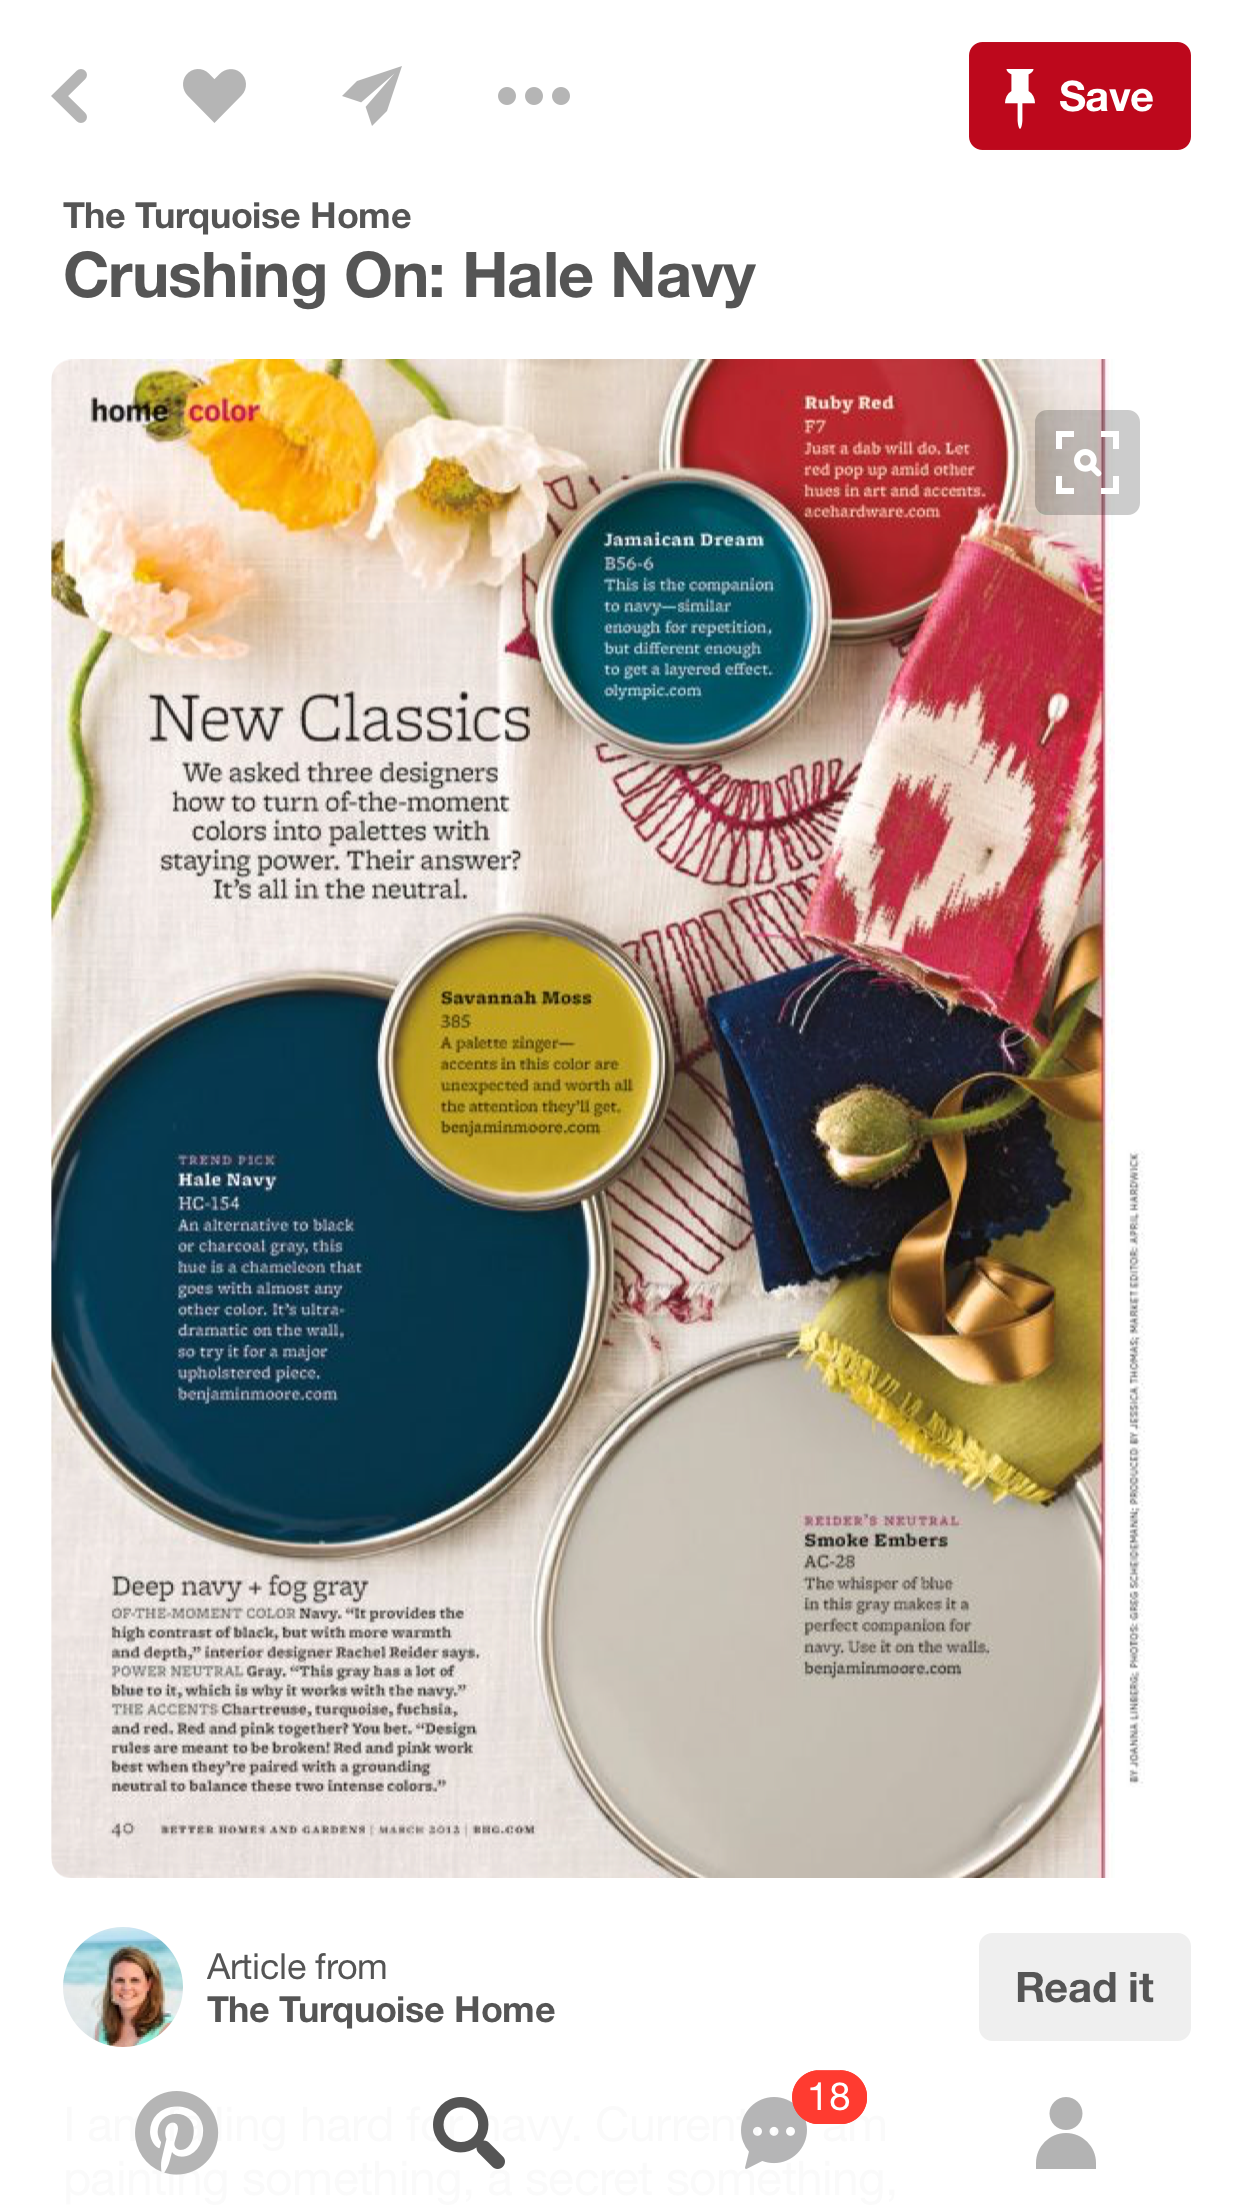 Save
The Turquoise Home
Crushing On: Hale Navy
home color
Ruby Red
F7
Just a dab will do. Let
red pop up amid other
hues in art and accents.
acehardware.com
Jamaican Dream
B56-6
This is the companion
to navy—similar
enough for repetition,
but different enough
to get a layered effect.
olympic.com
New Classics
We asked three designers
how to turn of-the-moment
colors into palettes with
staying power. Their answer?
It's all in the neutral.
Savannah Moss
385
A palette zinger—
accents in this color are
unexpected and worth all
the attention they'll get.
benjaminmoore.com
TREND PICK
Hale Navy
HC-154
An alternative to black
or charcoal gray, this
hue is a chameleon that
goes with almost any
other color. It's ultra-
dramatic on the wall,
so try it for a major
upholstered piece.
benjaminmoore.com
REIDER'S NEUTRAL
Smoke Embers
AC-28
The whisper of blue
in this gray makes it a
perfect companion for
navy. Use it on the walls.
benjaminmoore.com
Deep navy + fog gray
OF-THE-MOMENT COLOR Navy. "It provides the
high contrast of black, but with more warmth
and depth," interior designer Rachel Reider says.
POWER NEUTRAL Gray. "This gray has a lot of
blue to it, which is why it works with the navy."
THE ACCENTS Chartreuse, turquoise, fuchsia,
and red. Red and pink together? You bet. "Design
rules are meant to be broken! Red and pink work
best when they're paired with a grounding
neutral to balance these two intense colors."
40 BETTER HOMES AND GARDENS | MARCH 2012 | BHG.COM
BY JOANNA LINBERG; PHOTOS: GREG SCHEIDEMANN; PRODUCED BY JESSICA THOMAS; MARKET EDITOR: APRIL HARDWICK
Article from
The Turquoise Home
Read it
18
hard navy. am
painting something, a secret something,